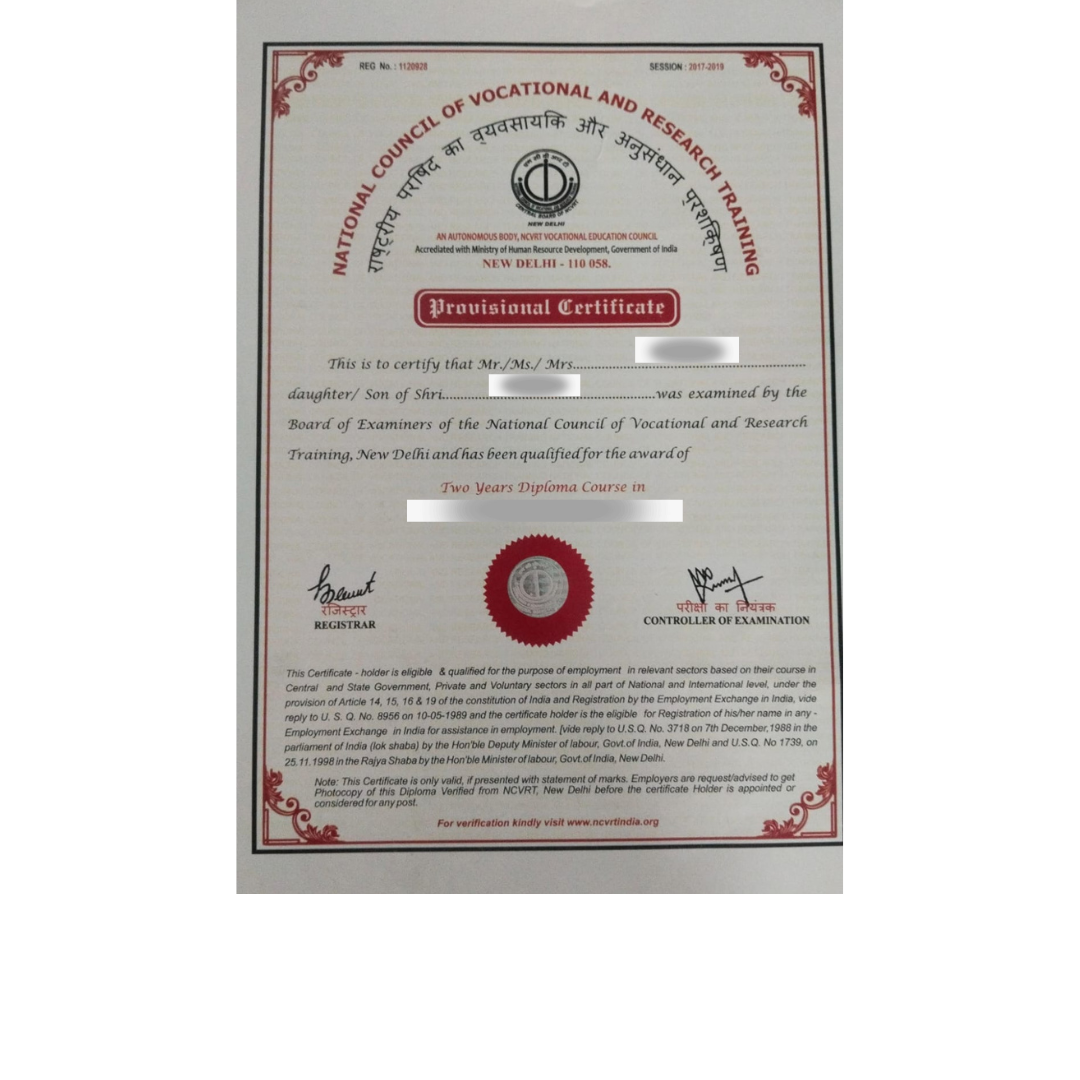 REG No. : 1120928
SESSION : 2017-2019
NATIONAL COUNCIL OF VOCATIONAL AND RESEARCH TRAINING
राष्ट्रीय परिषद का व्यवसायकि और अनुसंधान प्रशिक्षण
CENTRAL BOARD OF NCVRT
NEW DELHI
AN AUTONOMOUS BODY, NCVRT VOCATIONAL EDUCATION COUNCIL
Accrediated with Ministry of Human Resource Development, Government of India
NEW DELHI - 110 058.
Provisional Certificate
This is to certify that Mr./Ms./ Mrs.
daughter/ Son of Shri. was examined by the
Board of Examiners of the National Council of Vocational and Research
Training, New Delhi and has been qualified for the award of
Two Years Diploma Course in
रजिस्ट्रार
REGISTRAR
परीक्षा का नियंत्रक
CONTROLLER OF EXAMINATION
This Certificate - holder is eligible & qualified for the purpose of employment in relevant sectors based on their course in
Central and State Government, Private and Voluntary sectors in all part of National and International level, under the
provision of Article 14, 15, 16 & 19 of the constitution of India and Registration by the Employment Exchange in India, vide
reply to U. S. Q. No. 8956 on 10-05-1989 and the certificate holder is the eligible for Registration of his/her name in any -
Employment Exchange in India for assistance in employment. [vide reply to U.S.Q. No. 3718 on 7th December,1988 in the
parliament of India (lok shaba) by the Hon'ble Deputy Minister of labour, Govt.of India, New Delhi and U.S.Q. No 1739, on
25.11.1998 in the Rajya Shaba by the Hon'ble Minister of labour, Govt.of India, New Delhi.
Note: This Certificate is only valid, if presented with statement of marks. Employers are request/advised to get
Photocopy of this Diploma Verified from NCVRT, New Delhi before the certificate Holder is appointed or
considered for any post.
For verification kindly visit www.ncvrtindia.org